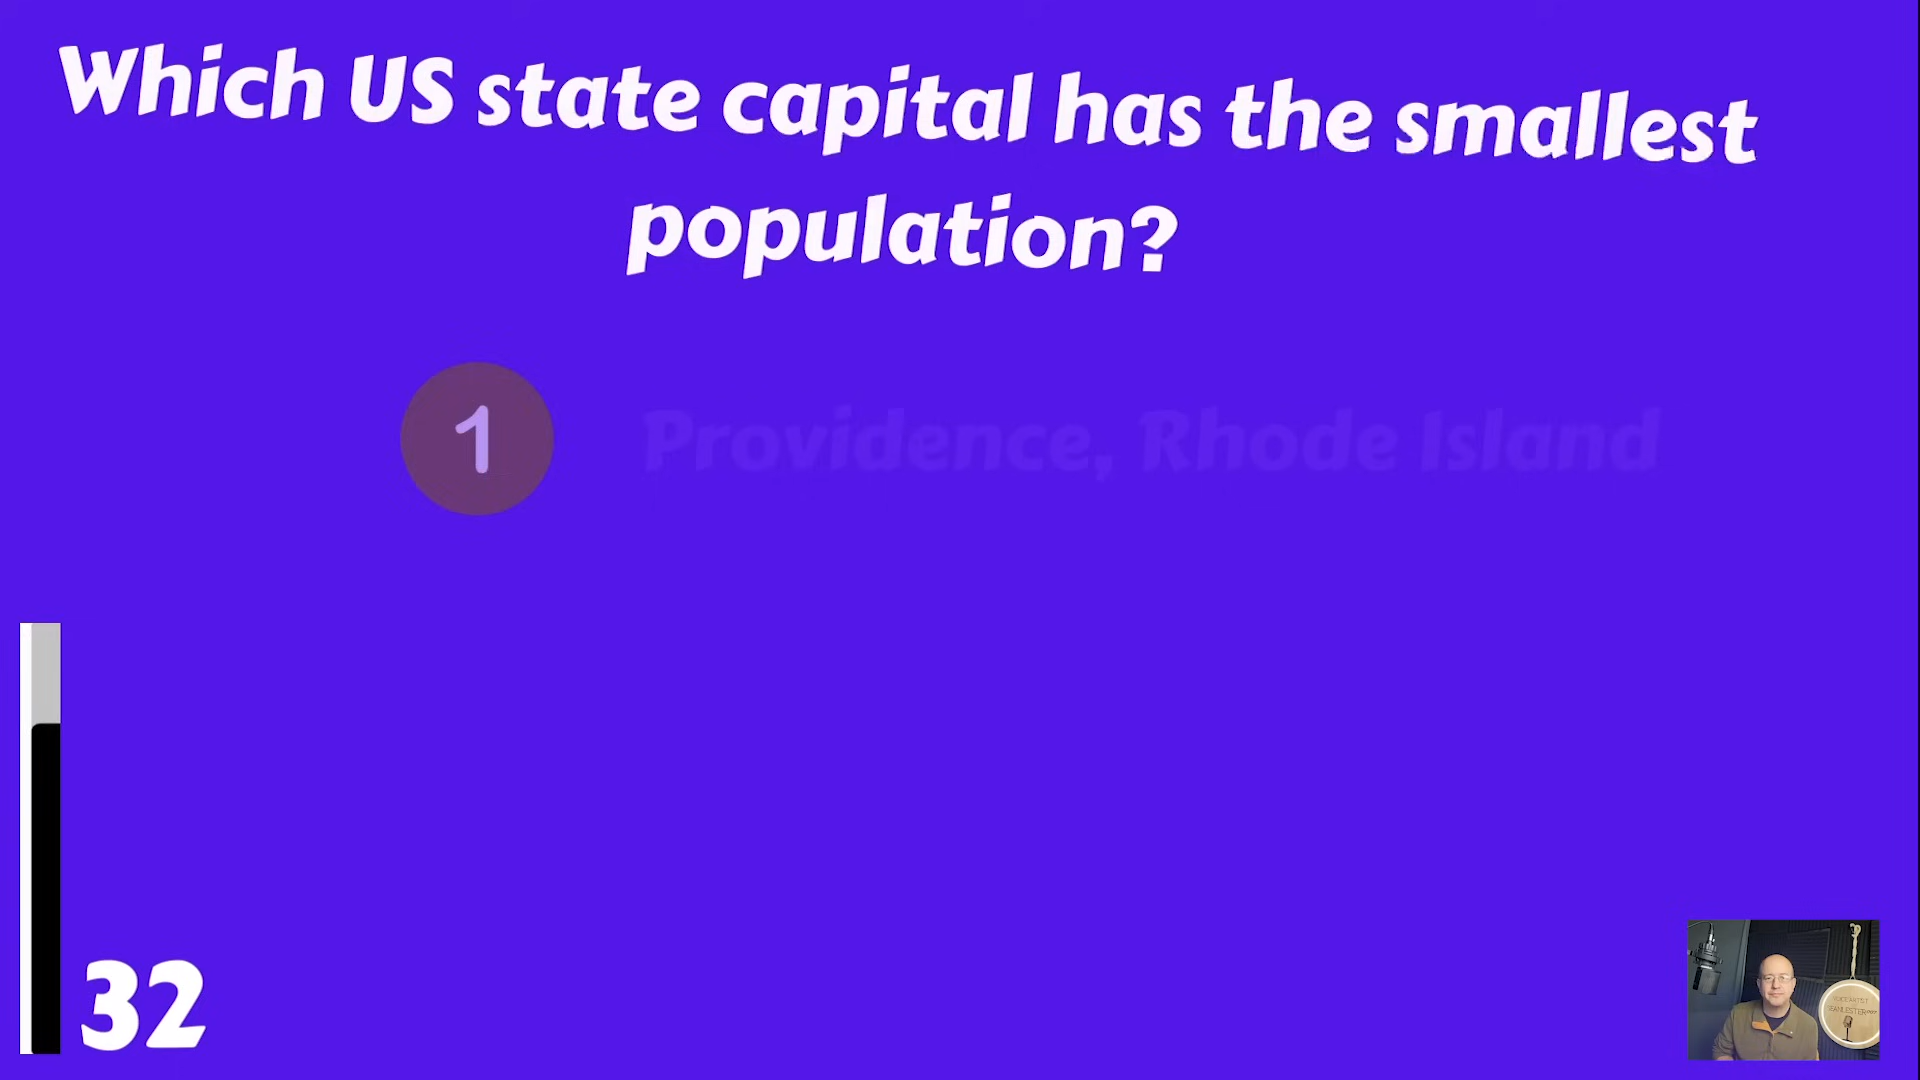 Which US state capital has the smallest
population?
1 Providence, Rhode Island
32